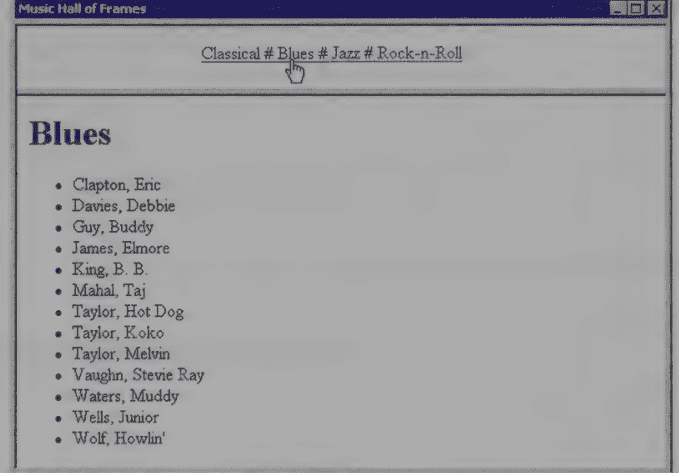 Music Hall of Frames
Classical # Blues # Jazz # Rock-n-Roll
Blues
• Clapton, Eric
• Davies, Debbie
• Guy, Buddy
• James, Elmore
• King, B. B.
• Mahal, Taj
• Taylor, Hot Dog
• Taylor, Koko
• Taylor, Melvin
• Vaughn, Stevie Ray
• Waters, Muddy
• Wells, Junior
• Wolf, Howlin'